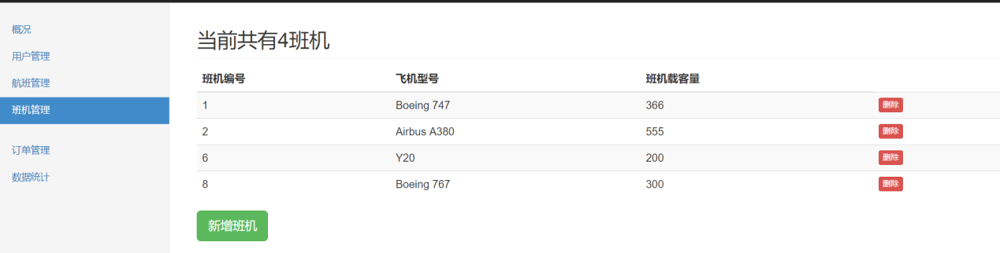 概况
用户管理
航班管理
班机管理
订单管理
数据统计
当前共有4班机
班机编号 飞机型号 班机载客量
1 Boeing 747 366 删除
2 Airbus A380 555 删除
6 Y20 200 删除
8 Boeing 767 300 删除
新增班机